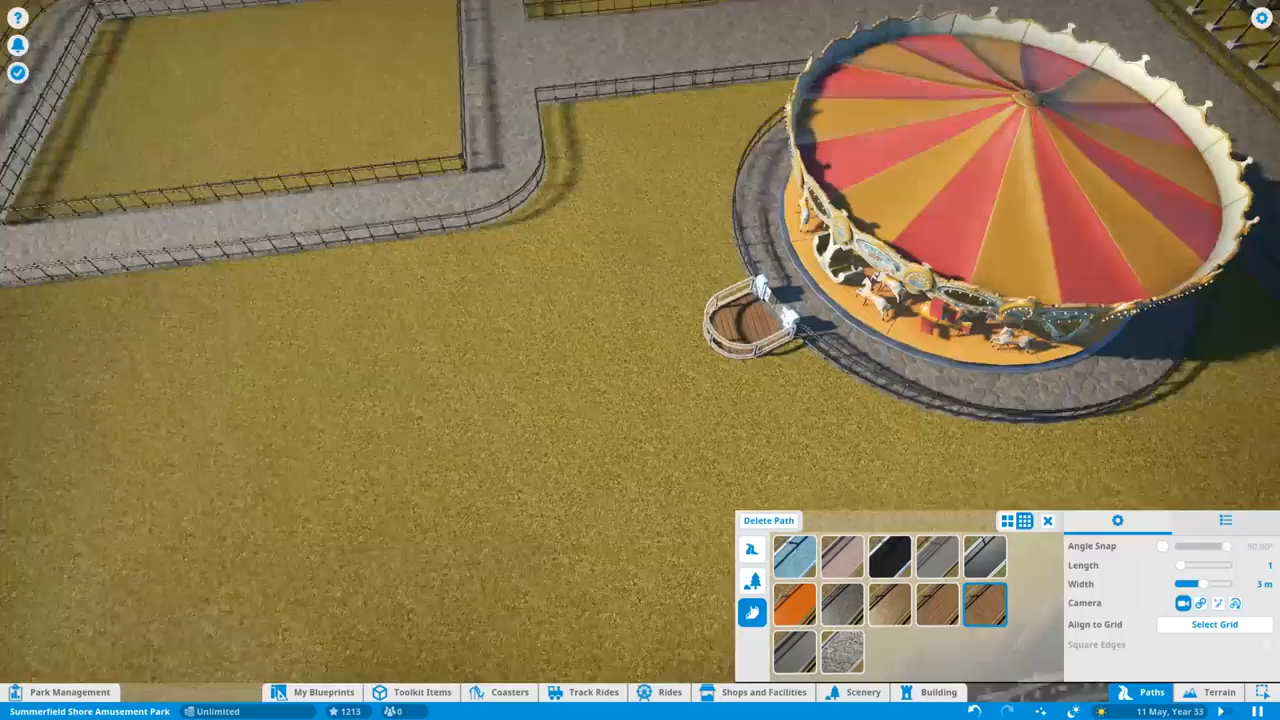 ?
Delete Path
Angle Snap 90.00°
Length 1
Width 3 m
Camera
Align to Grid Select Grid
Square Edges
Park Management My Blueprints Toolkit Items Coasters Track Rides Rides Shops and Facilities Scenery Building Paths Terrain
Summerfield Shore Amusement Park Unlimited 1213 0 11 May, Year 33